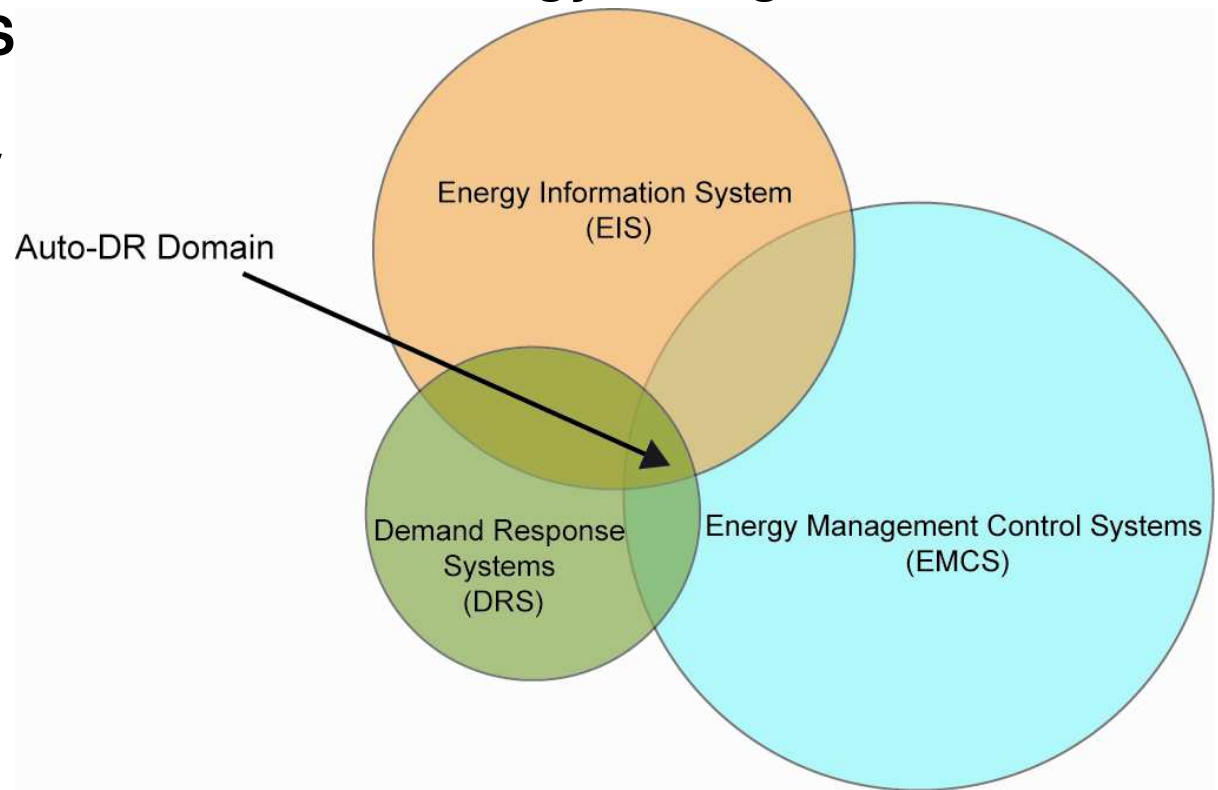 S
Auto-DR Domain
Energy Information System
(EIS)
Demand Response
Systems
(DRS)
Energy Management Control Systems
(EMCS)